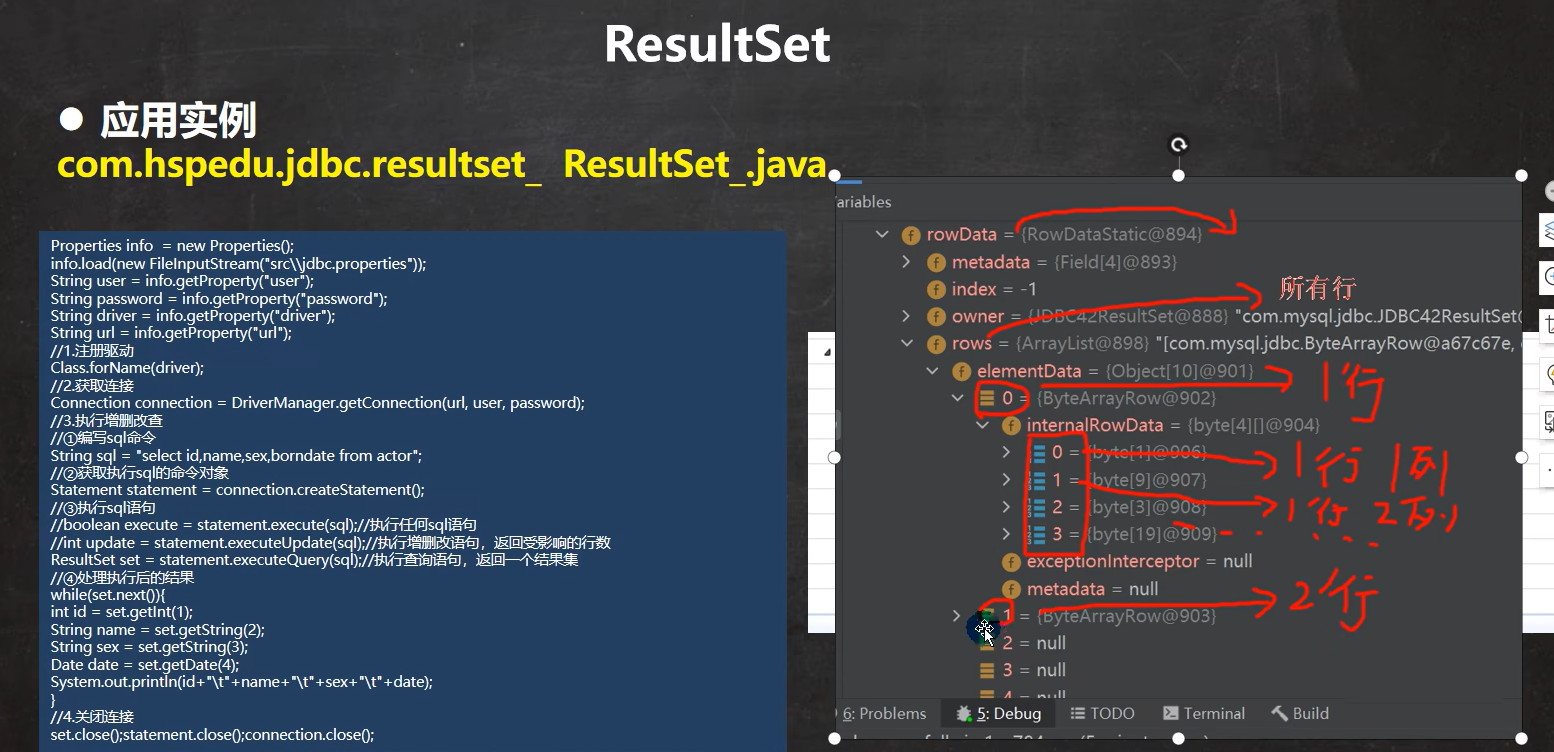 ResultSet
● 应用实例
com.hspedu.jdbc.resultset_ ResultSet_.java
Properties info = new Properties();
info.load(new FileInputStream("src\\jdbc.properties"));
String user = info.getProperty("user");
String password = info.getProperty("password");
String driver = info.getProperty("driver");
String url = info.getProperty("url");
//1.注册驱动
Class.forName(driver);
//2.获取连接
Connection connection = DriverManager.getConnection(url, user, password);
//3.执行增删改查
//①编写sql命令
String sql = "select id,name,sex,borndate from actor";
//②获取执行sql的命令对象
Statement statement = connection.createStatement();
//③执行sql语句
//boolean execute = statement.execute(sql);//执行任何sql语句
//int update = statement.executeUpdate(sql);//执行增删改语句，返回受影响的行数
ResultSet set = statement.executeQuery(sql);//执行查询语句，返回一个结果集
//④处理执行后的结果
while(set.next()){
int id = set.getInt(1);
String name = set.getString(2);
String sex = set.getString(3);
Date date = set.getDate(4);
System.out.println(id+"\t"+name+"\t"+sex+"\t"+date);
}
//4.关闭连接
set.close();statement.close();connection.close();
ariables
rowData = {RowDataStatic@894}
metadata = {Field[4]@893}
index = -1
所有行
owner = {JDBC42ResultSet@888} "com.mysql.jdbc.JDBC42ResultSet
rows = {ArrayList@898} "[com.mysql.jdbc.ByteArrayRow@a67c67e,
elementData = {Object[10]@901} 1行
0 = {ByteArrayRow@902}
internalRowData = {byte[4][]@904}
0 = {byte[1]@906} 1行 1列
1 = {byte[9]@907}
2 = {byte[3]@908} 1行 2列
3 = {byte[19]@909}
exceptionInterceptor = null
metadata = null
2行
1 = {ByteArrayRow@903}
2 = null
3 = null
4 = null
6: Problems 5: Debug TODO Terminal Build